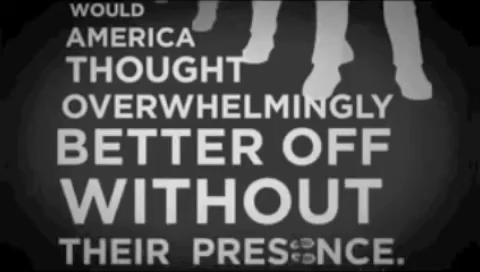 WOULD
AMERICA
THOUGHT
OVERWHELMINGLY
BETTER OFF
WITHOUT
THEIR PRESENCE.